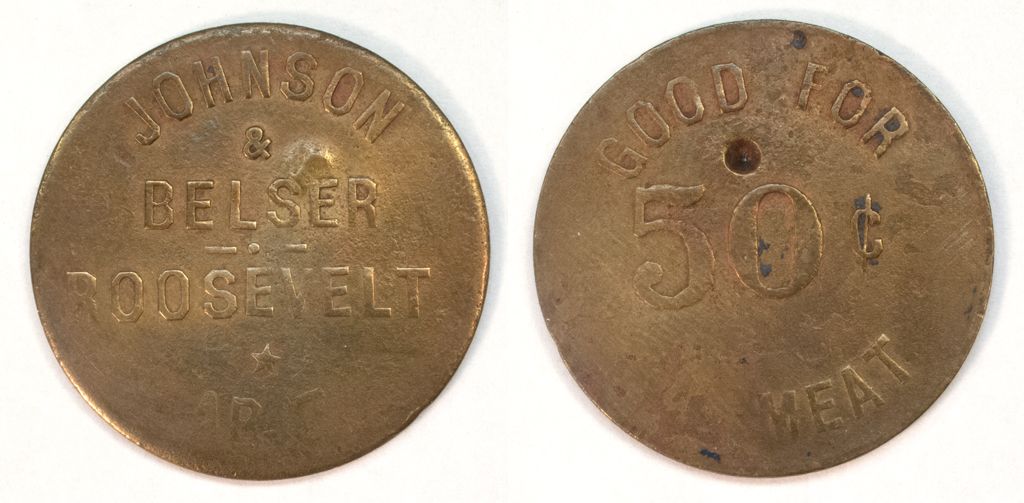 JOHNSON
&
BELSER
ROOSEVELT
GOOD FOR
50 ¢
MEAT